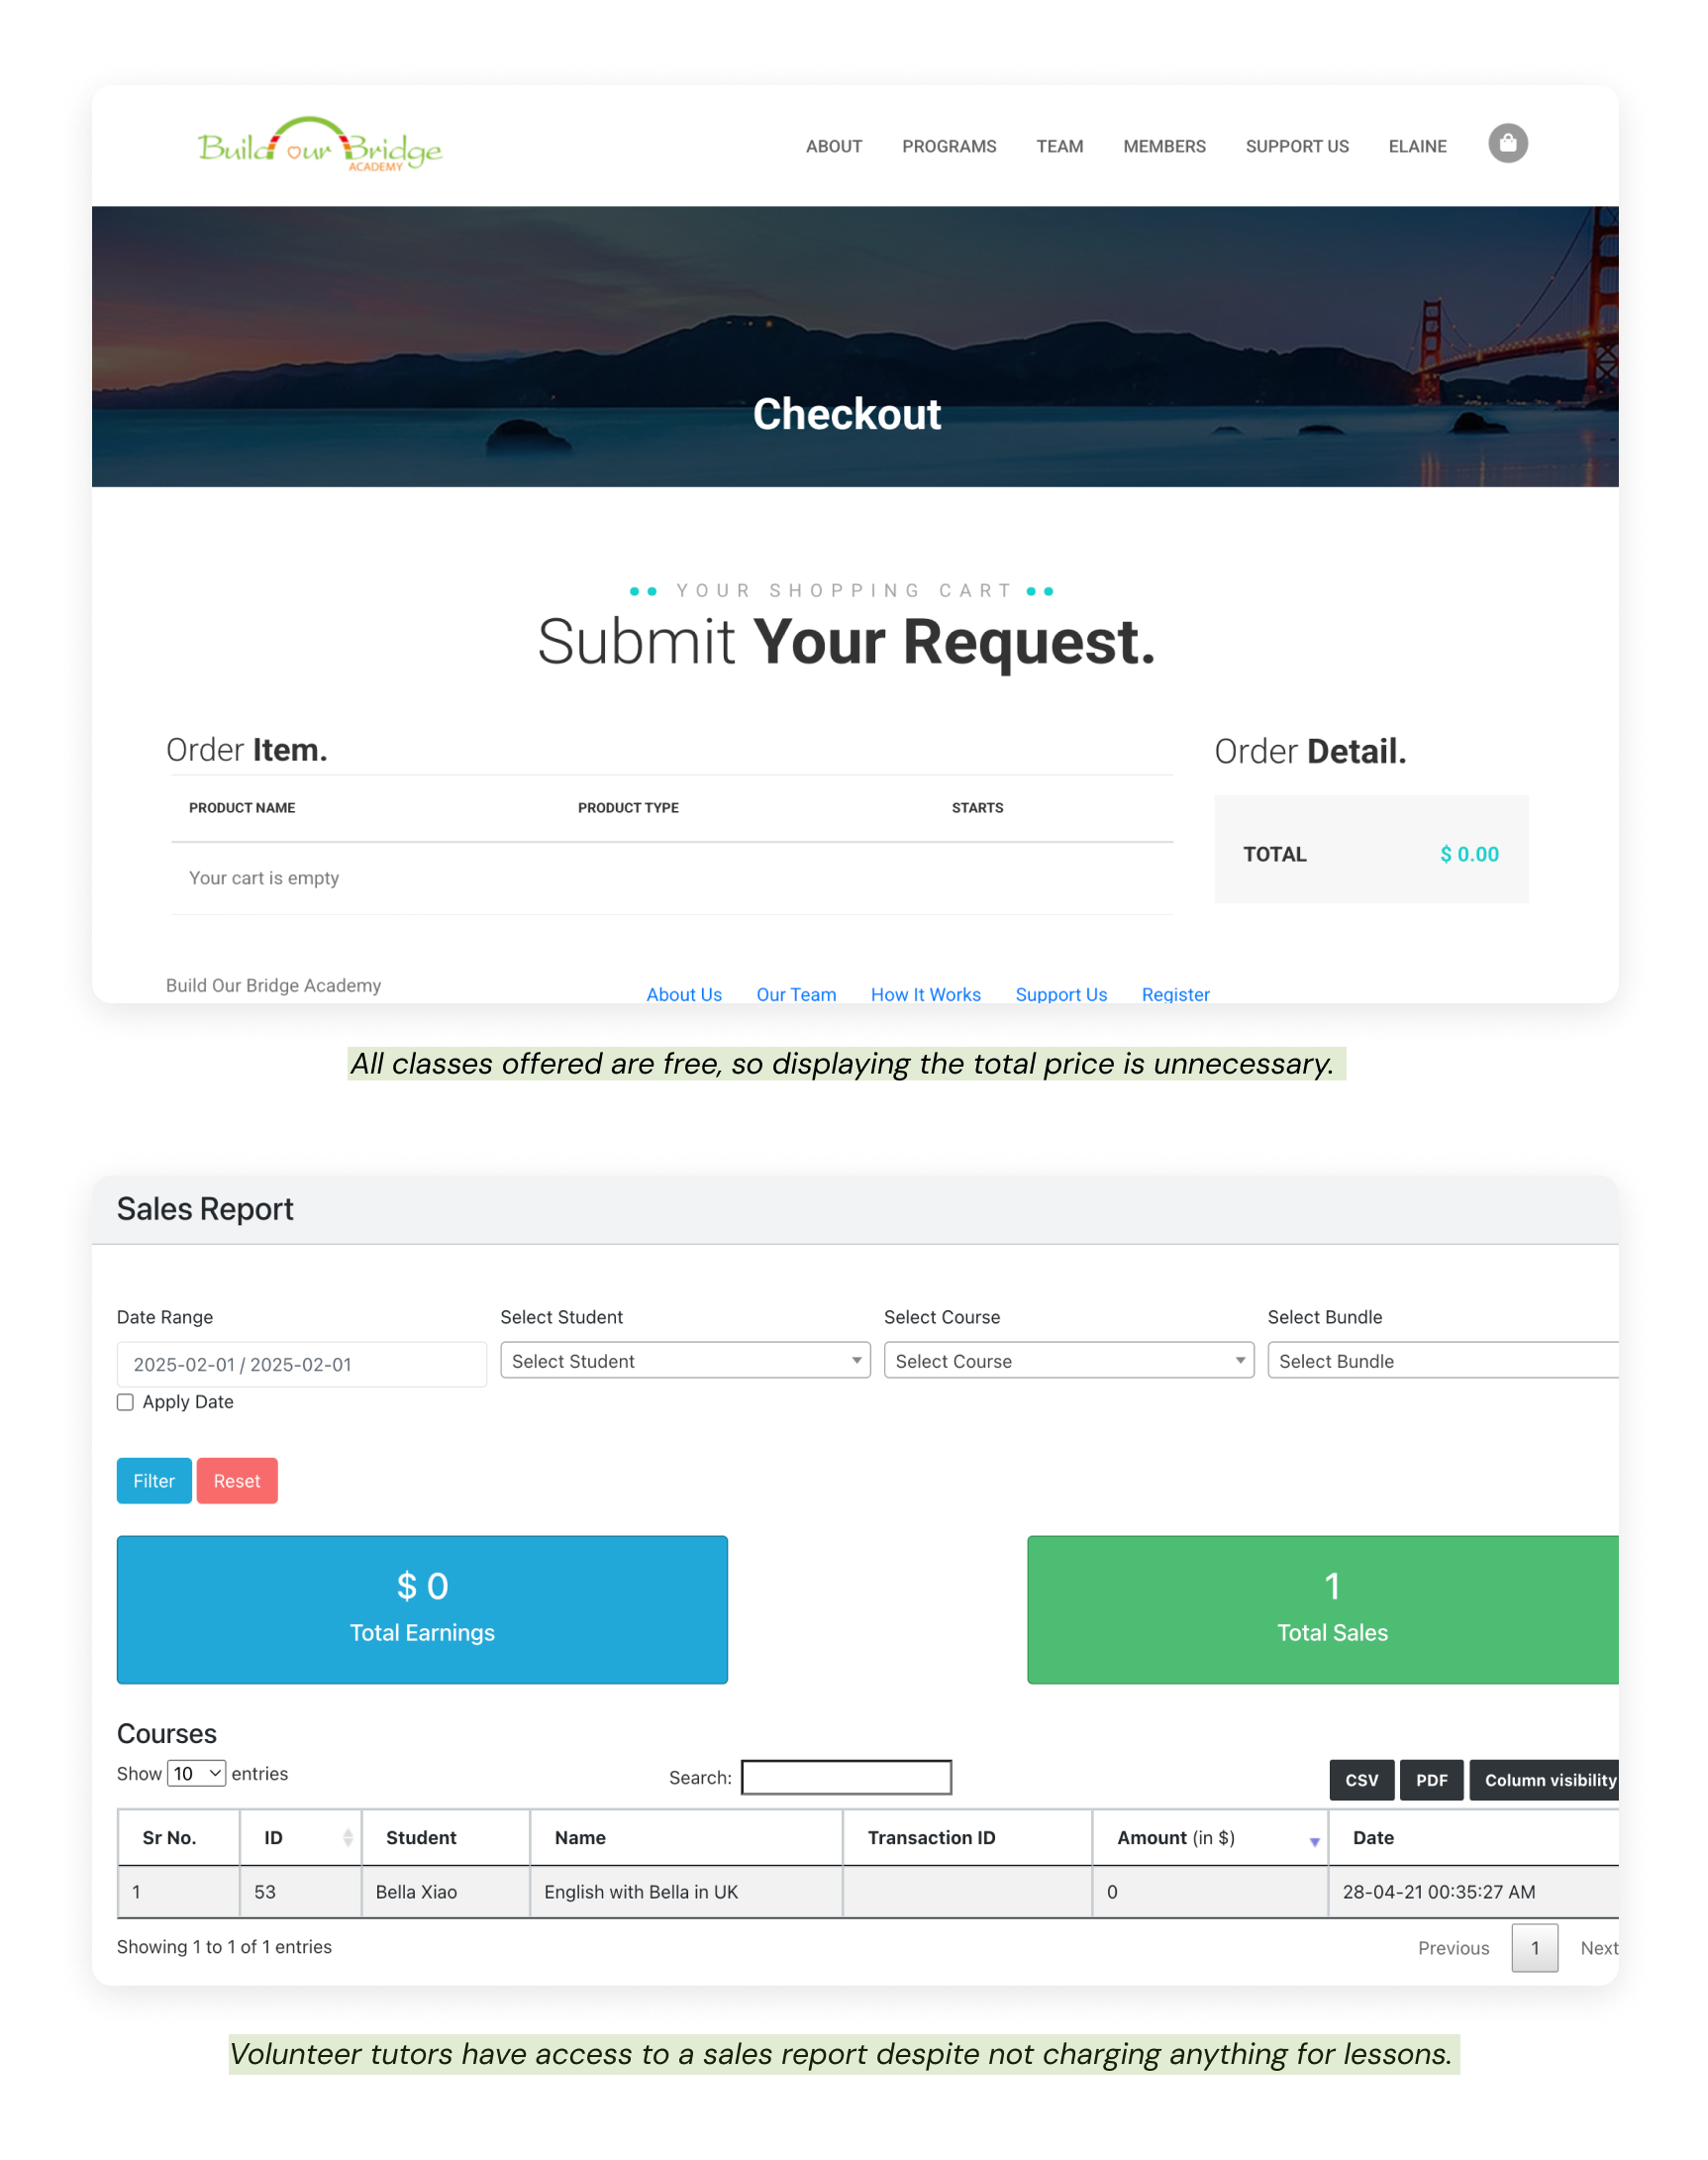 Build Our Bridge
ACADEMY
ABOUT PROGRAMS TEAM MEMBERS SUPPORT US ELAINE
Checkout
YOUR SHOPPING CART
Submit Your Request.
Order Item.
Order Detail.
PRODUCT NAME PRODUCT TYPE STARTS
TOTAL $ 0.00
Your cart is empty
Build Our Bridge Academy
About Us Our Team How It Works Support Us Register
All classes offered are free, so displaying the total price is unnecessary.
Sales Report
Date Range Select Student Select Course Select Bundle
2025-02-01 / 2025-02-01 Select Student Select Course Select Bundle
Apply Date
Filter Reset
$ 0 1
Total Earnings Total Sales
Courses
Show 10 entries Search: CSV PDF Column visibility
Sr No. ID Student Name Transaction ID Amount (in $) Date
1 53 Bella Xiao English with Bella in UK 0 28-04-21 00:35:27 AM
Showing 1 to 1 of 1 entries Previous 1 Next
Volunteer tutors have access to a sales report despite not charging anything for lessons.